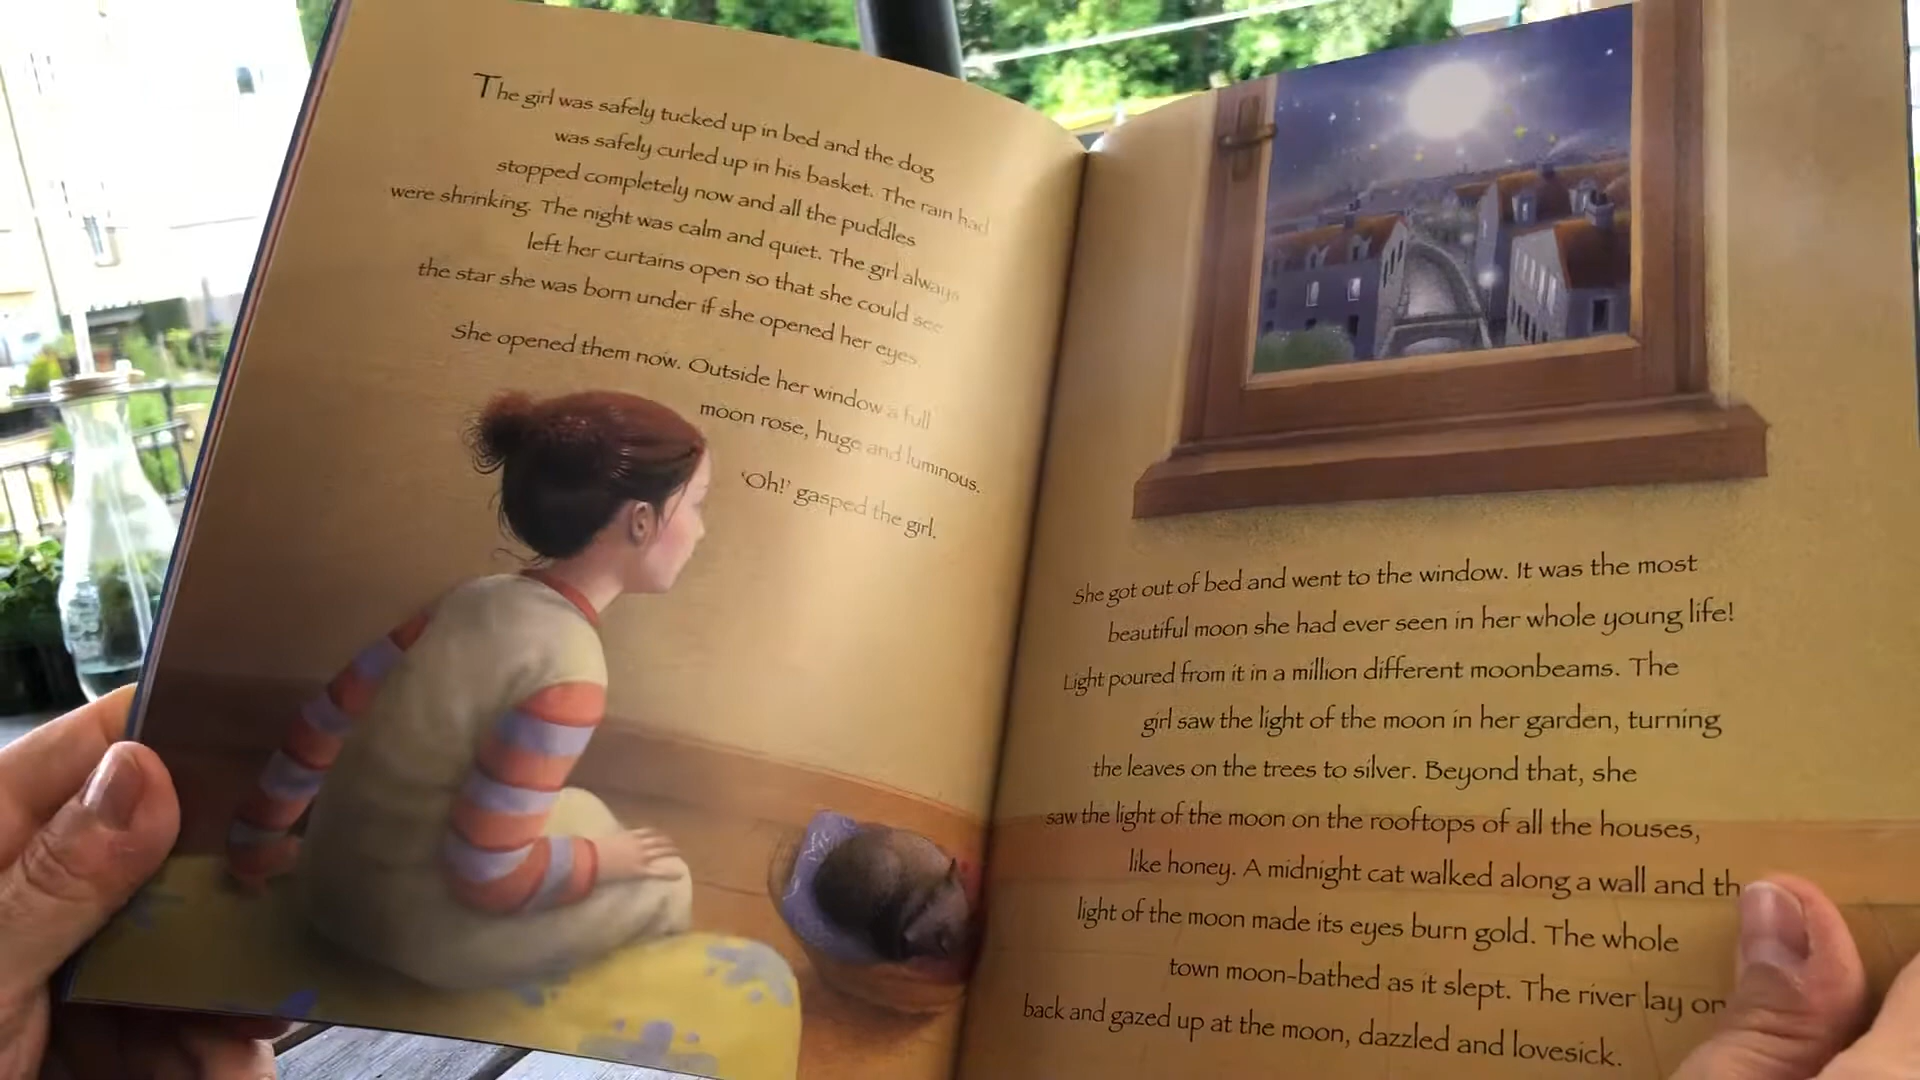 The girl was safely tucked up in bed and the dog
was safely curled up in his basket. The rain had
stopped completely now and all the puddles
were shrinking. The night was calm and quiet. The girl always
left her curtains open so that she could see
the star she was born under if she opened her eyes.
She opened them now. Outside her window a full
moon rose, huge and luminous.
‘Oh!’ gasped the girl.
She got out of bed and went to the window. It was the most
beautiful moon she had ever seen in her whole young life!
Light poured from it in a million different moonbeams. The
girl saw the light of the moon in her garden, turning
the leaves on the trees to silver. Beyond that, she
saw the light of the moon on the rooftops of all the houses,
like honey. A midnight cat walked along a wall and th
light of the moon made its eyes burn gold. The whole
town moon-bathed as it slept. The river lay on
back and gazed up at the moon, dazzled and lovesick.